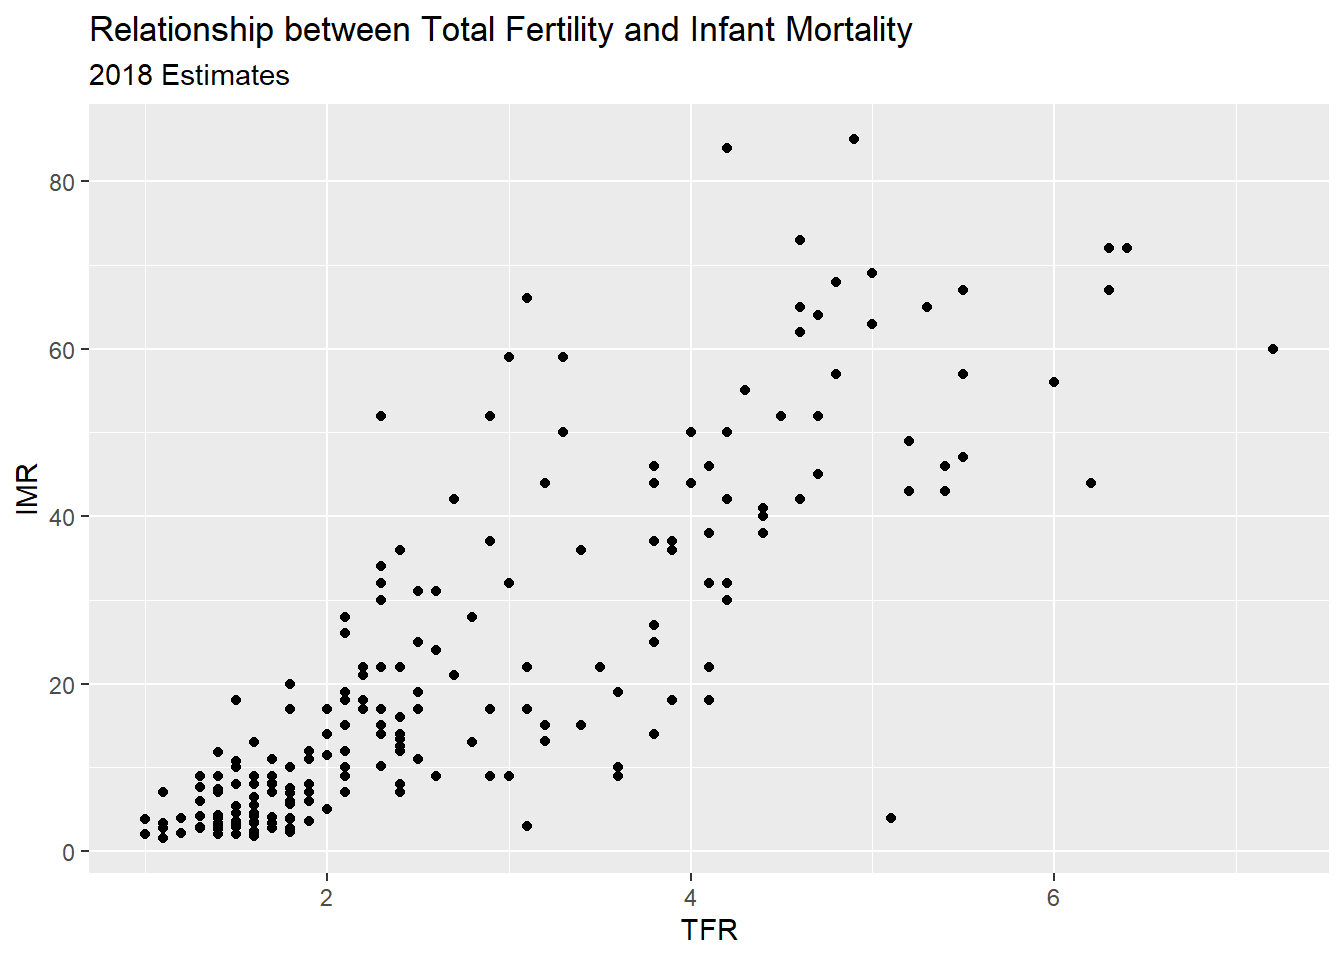 Relationship between Total Fertility and Infant Mortality
2018 Estimates
80
60
40
20
0
IMR
2 4 6
TFR